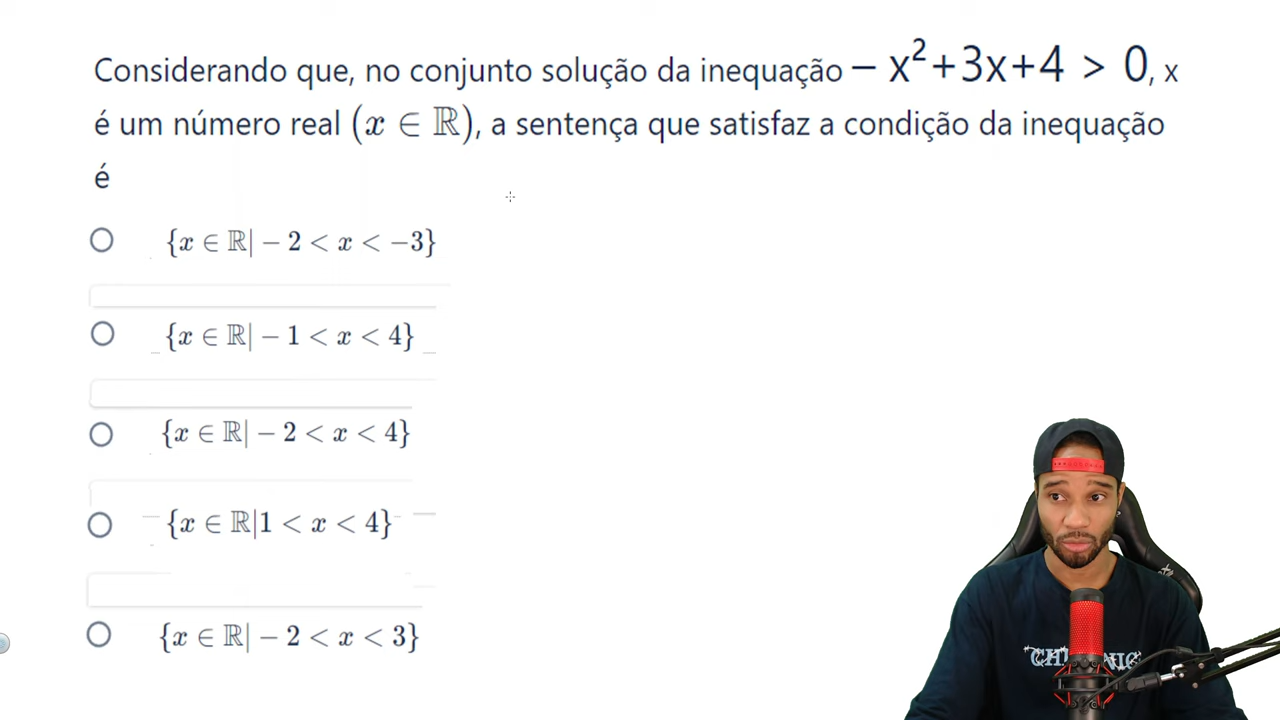 Considerando que, no conjunto solução da inequação − x²+3x+4 > 0, x
é um número real (x ∈ ℝ), a sentença que satisfaz a condição da inequação
é
{x ∈ ℝ| − 2 < x < −3}
{x ∈ ℝ| − 1 < x < 4}
{x ∈ ℝ| − 2 < x < 4}
{x ∈ ℝ|1 < x < 4}
{x ∈ ℝ| − 2 < x < 3}